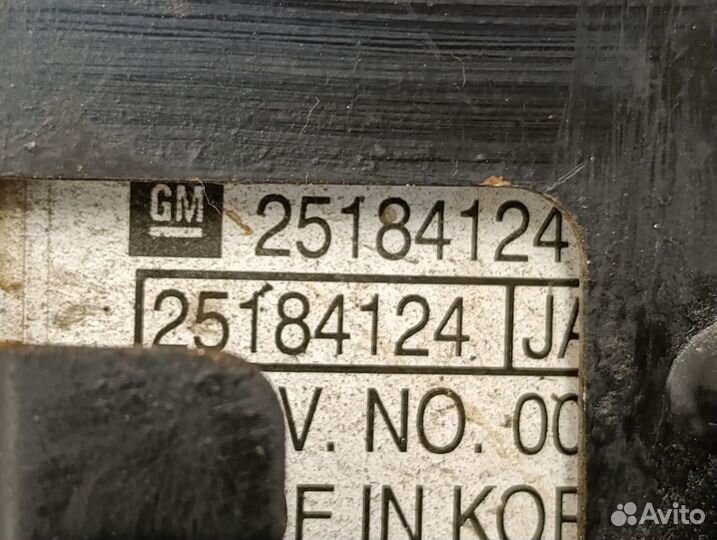 GM 25184124
25184124 JA
V. NO. 00
E IN KOR
Avito